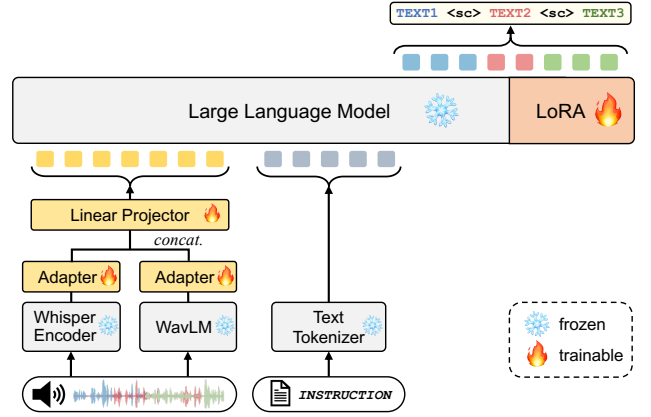 TEXT1 <sc> TEXT2 <sc> TEXT3
Large Language Model
LoRA
Linear Projector
concat.
Adapter
Adapter
Whisper
Encoder
WavLM
Text
Tokenizer
INSTRUCTION
frozen
trainable